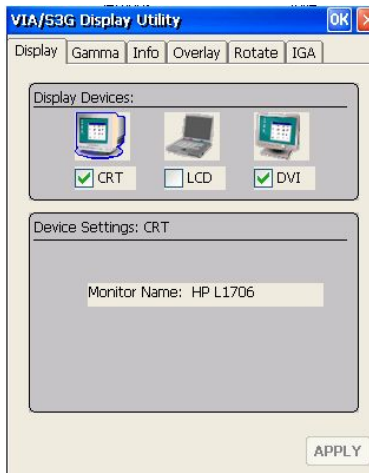 VIA/S3G Display Utility OK
Display Gamma Info Overlay Rotate IGA
Display Devices:
CRT LCD DVI
Device Settings: CRT
Monitor Name: HP L1706
APPLY